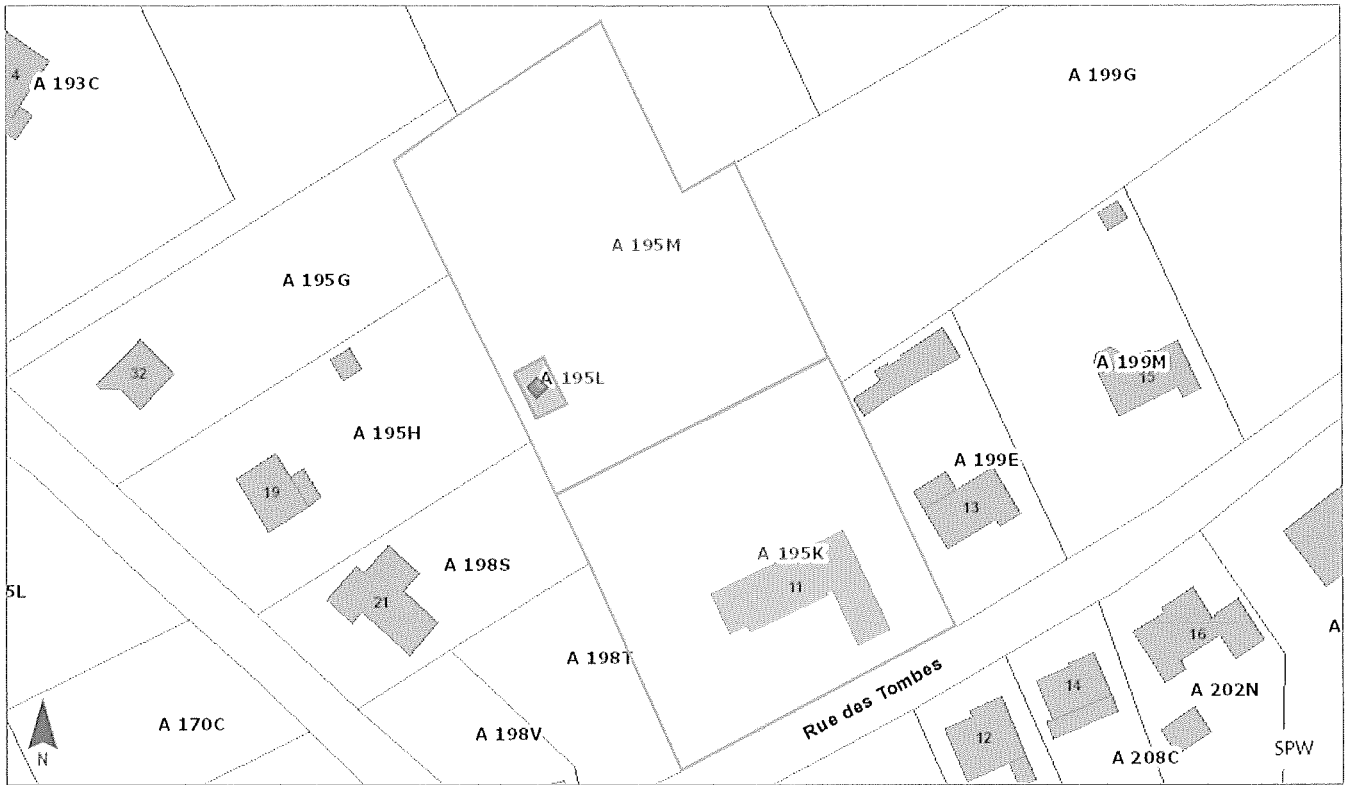 4
A 193C
A 199G
A 195M
A 195G
32
A 195L
A 199M
15
A 195H
19
A 199E
13
A 195K
11
A 198S
21
5L
A 198T
16
A
A 202N
Rue des Tombes
14
A 170C
A 198V
12
A 208C
SPW
N